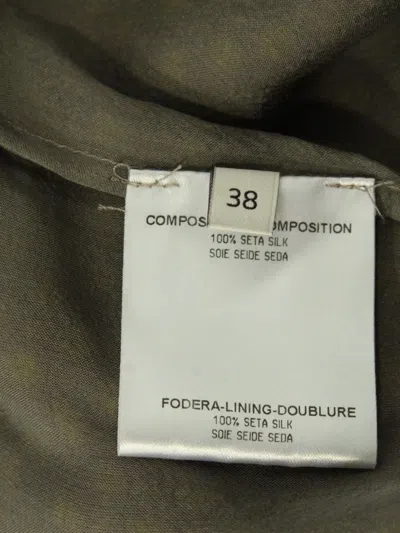 38
COMPOS OMPOSITION
100% SETA SILK
SOIE SEIDE SEDA
FODERA-LINING-DOUBLURE
100% SETA SILK
SOIE SEIDE SEDA